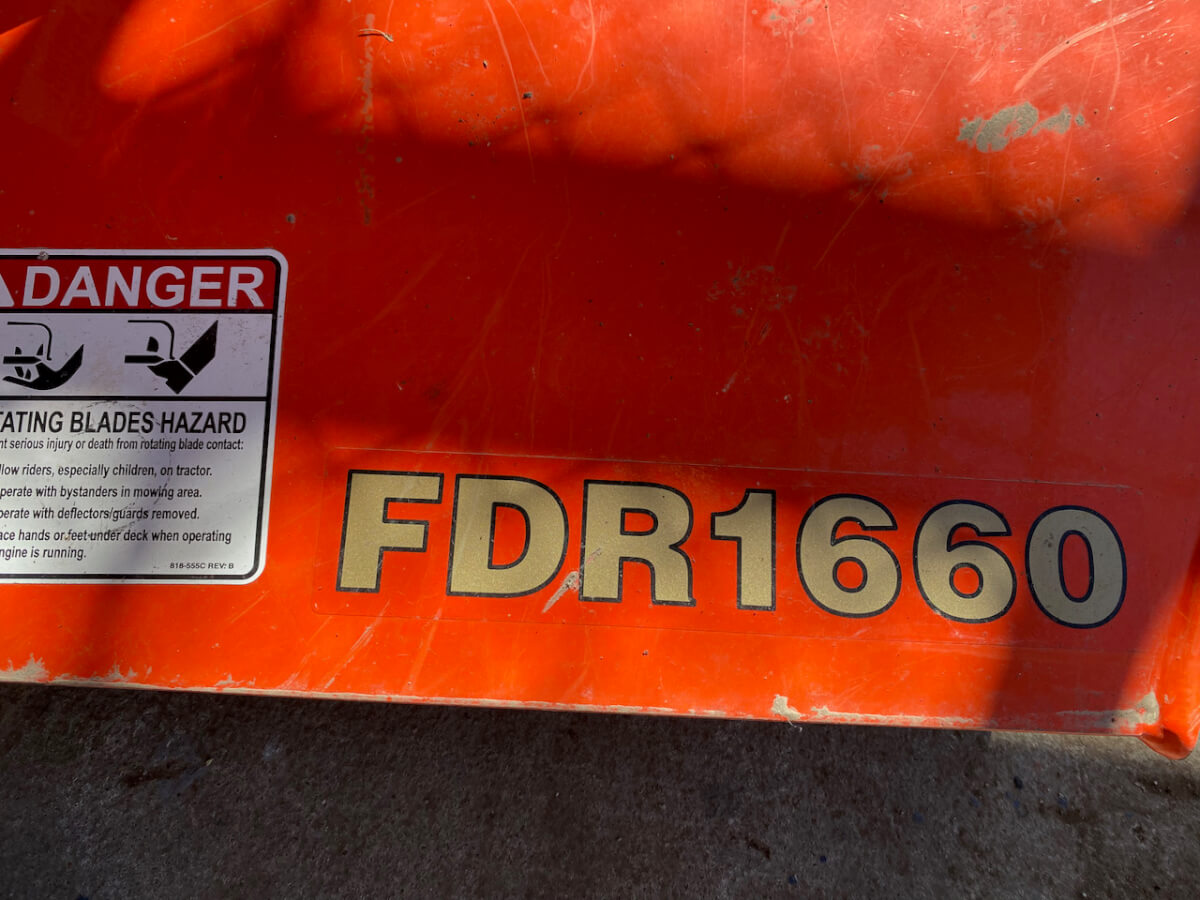 DANGER
TATING BLADES HAZARD
nt serious injury or death from rotating blade contact:
llow riders, especially children, on tractor.
perate with bystanders in mowing area.
perate with deflectors/guards removed.
ace hands or feet under deck when operating
ngine is running.
818-555C REV: B
FDR1660